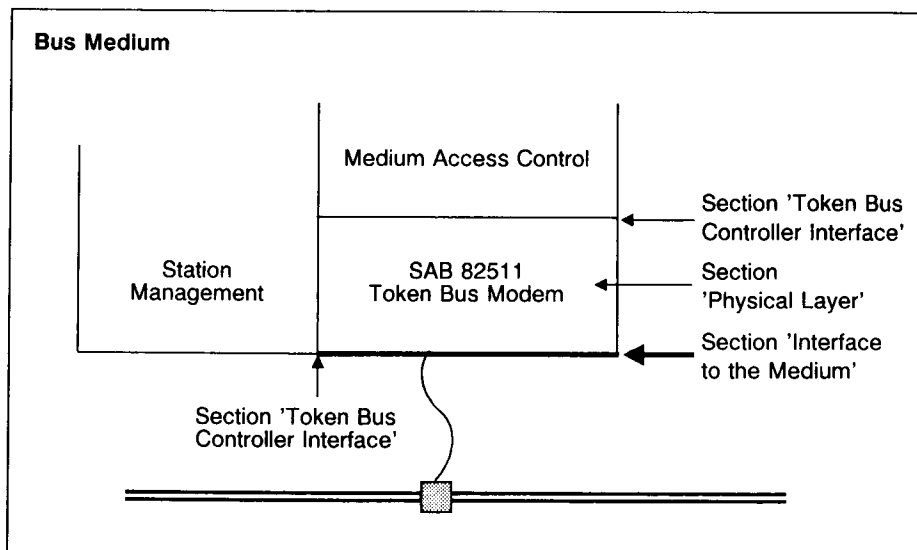 Bus Medium
Medium Access Control
Section 'Token Bus
Controller Interface'
Station
Management
SAB 82511
Token Bus Modem
Section
'Physical Layer'
Section 'Interface
to the Medium'
Section 'Token Bus
Controller Interface'